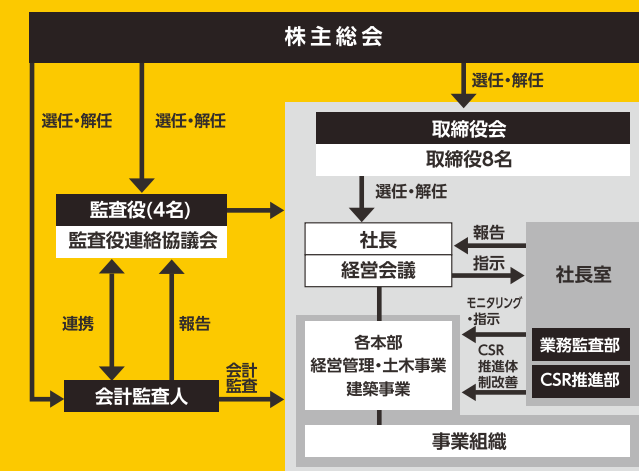 株主総会
選任・解任
選任・解任
選任・解任
取締役会
取締役8名
選任・解任
監査役(4名)
監査役連絡協議会
社長
経営会議
報告
指示
社長室
モニタリング
・指示
業務監査部
CSR
推進体
制改善
CSR推進部
連携
報告
各本部
経営管理・土木事業
建築事業
会計
監査
会計監査人
事業組織